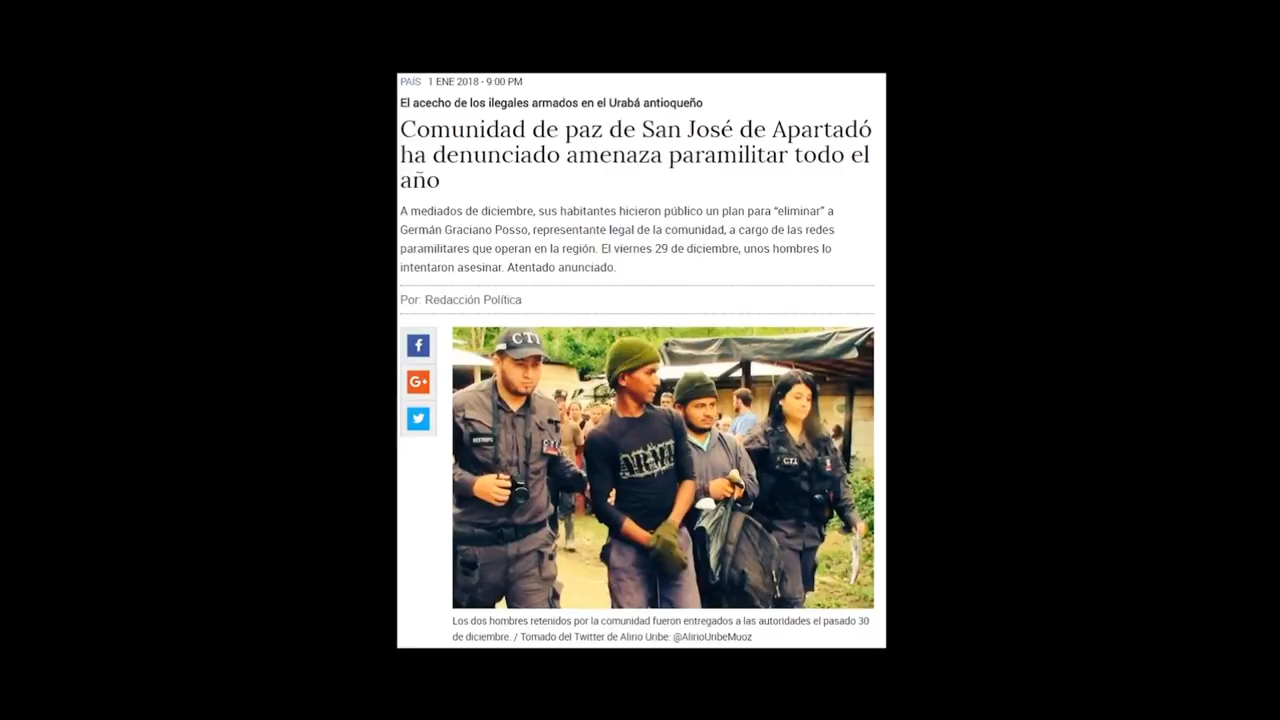 PAÍS 1 ENE 2018 - 9:00 PM
El acecho de los ilegales armados en el Urabá antioqueño
Comunidad de paz de San José de Apartadó
ha denunciado amenaza paramilitar todo el
año
A mediados de diciembre, sus habitantes hicieron público un plan para “eliminar” a
Germán Graciano Posso, representante legal de la comunidad, a cargo de las redes
paramilitares que operan en la región. El viernes 29 de diciembre, unos hombres lo
intentaron asesinar. Atentado anunciado.
Por: Redacción Política
f
G+
CTI
RESTREPO
CTI
ARMY
CTI
Los dos hombres retenidos por la comunidad fueron entregados a las autoridades el pasado 30
de diciembre. / Tomado del Twitter de Alirio Uribe: @AlirioUribeMuoz